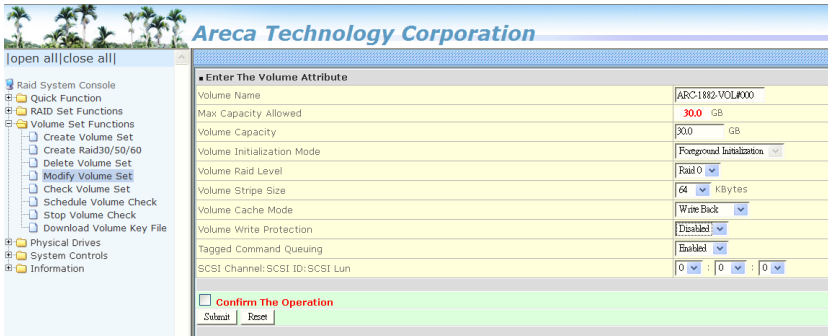 Areca Technology Corporation
|open all|close all|
Raid System Console
Quick Function
RAID Set Functions
Volume Set Functions
Create Volume Set
Create Raid30/50/60
Delete Volume Set
Modify Volume Set
Check Volume Set
Schedule Volume Check
Stop Volume Check
Download Volume Key File
Physical Drives
System Controls
Information
Enter The Volume Attribute
Volume Name ARC-1882-VOL#000
Max Capacity Allowed 30.0 GB
Volume Capacity 30.0 GB
Volume Initialization Mode Foreground Initialization
Volume Raid Level Raid 0
Volume Stripe Size 64 KBytes
Volume Cache Mode Write Back
Volume Write Protection Disabled
Tagged Command Queuing Enabled
SCSI Channel:SCSI ID:SCSI Lun 0 : 0 : 0
Confirm The Operation
Submit Reset